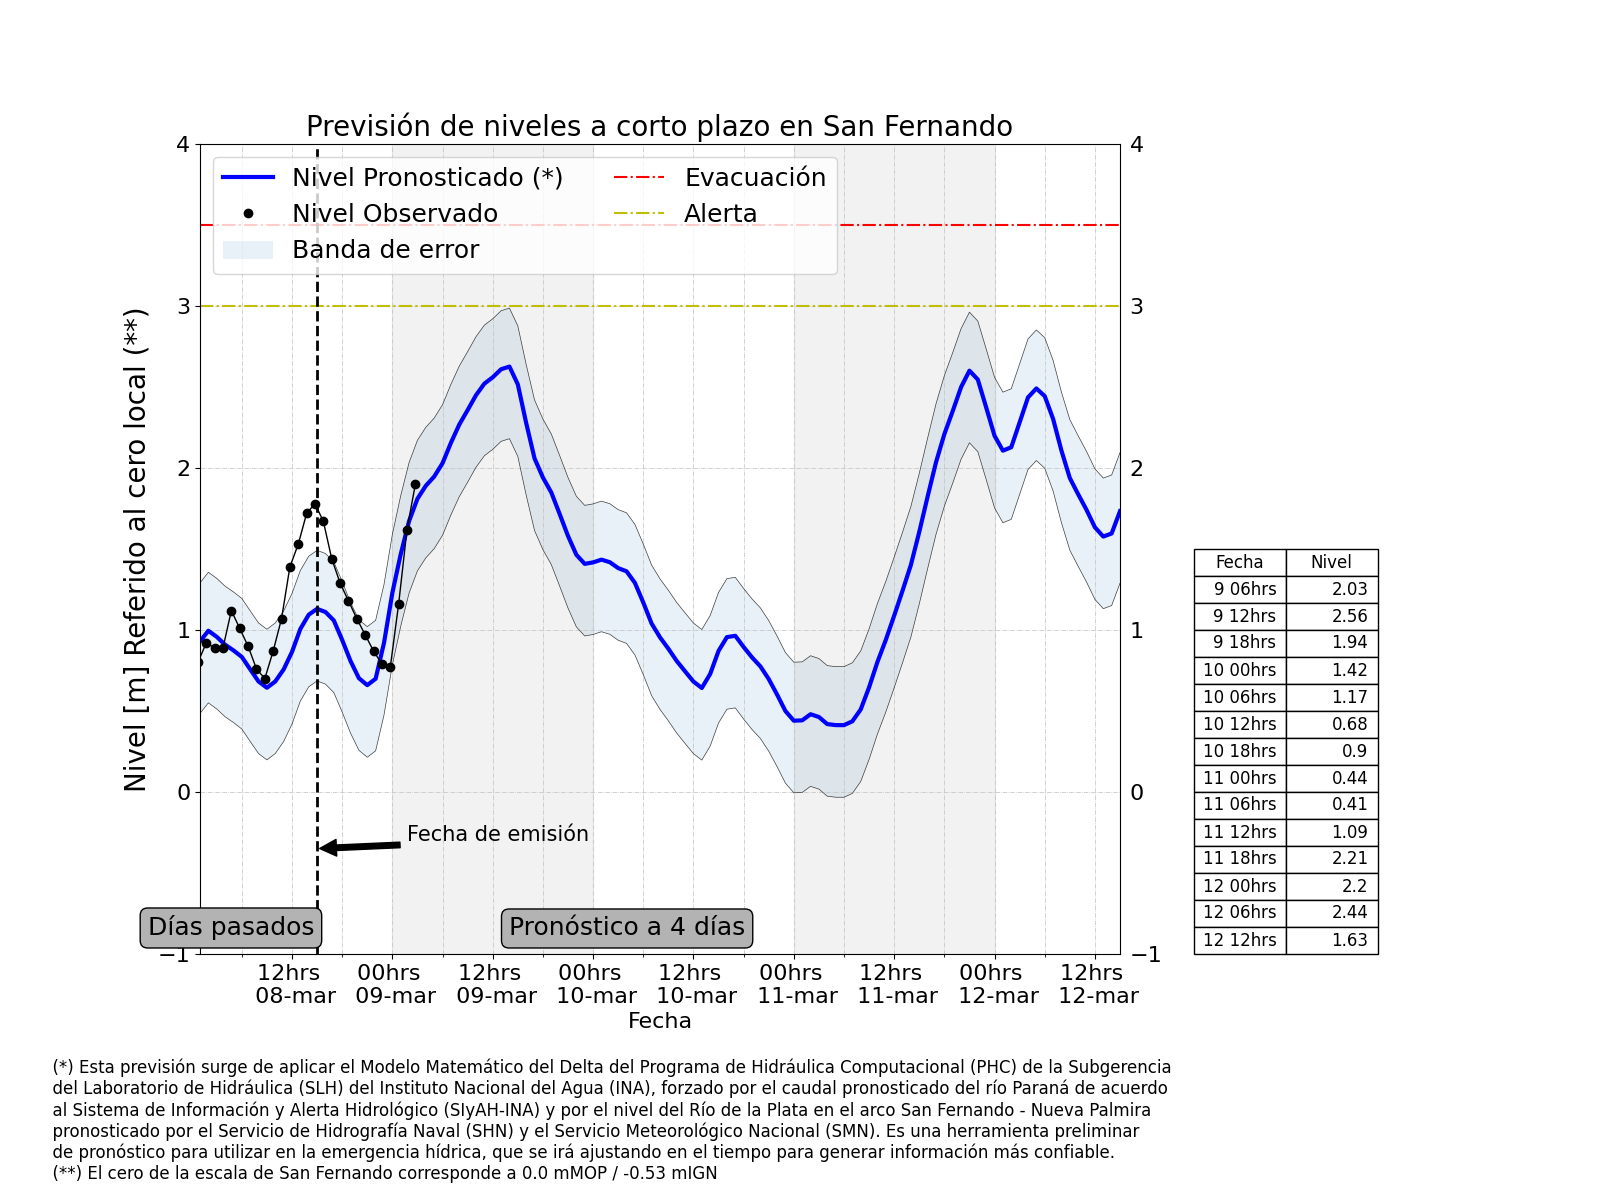 Previsión de niveles a corto plazo en San Fernando
Nivel Pronosticado (*)
Nivel Observado
Banda de error
Evacuación
Alerta
Nivel [m] Referido al cero local (**)
4
3
2
1
0
−1
4
3
2
1
0
−1
Fecha de emisión
Días pasados
Pronóstico a 4 días
12hrs 00hrs 12hrs 00hrs 12hrs 00hrs 12hrs 00hrs 12hrs
08-mar 09-mar 09-mar 10-mar 10-mar 11-mar 11-mar 12-mar 12-mar
Fecha
Fecha Nivel
9 06hrs 2.03
9 12hrs 2.56
9 18hrs 1.94
10 00hrs 1.42
10 06hrs 1.17
10 12hrs 0.68
10 18hrs 0.9
11 00hrs 0.44
11 06hrs 0.41
11 12hrs 1.09
11 18hrs 2.21
12 00hrs 2.2
12 06hrs 2.44
12 12hrs 1.63
(*) Esta previsión surge de aplicar el Modelo Matemático del Delta del Programa de Hidráulica Computacional (PHC) de la Subgerencia
del Laboratorio de Hidráulica (SLH) del Instituto Nacional del Agua (INA), forzado por el caudal pronosticado del río Paraná de acuerdo
al Sistema de Información y Alerta Hidrológico (SIyAH-INA) y por el nivel del Río de la Plata en el arco San Fernando - Nueva Palmira
pronosticado por el Servicio de Hidrografía Naval (SHN) y el Servicio Meteorológico Nacional (SMN). Es una herramienta preliminar
de pronóstico para utilizar en la emergencia hídrica, que se irá ajustando en el tiempo para generar información más confiable.
(**) El cero de la escala de San Fernando corresponde a 0.0 mMOP / -0.53 mIGN